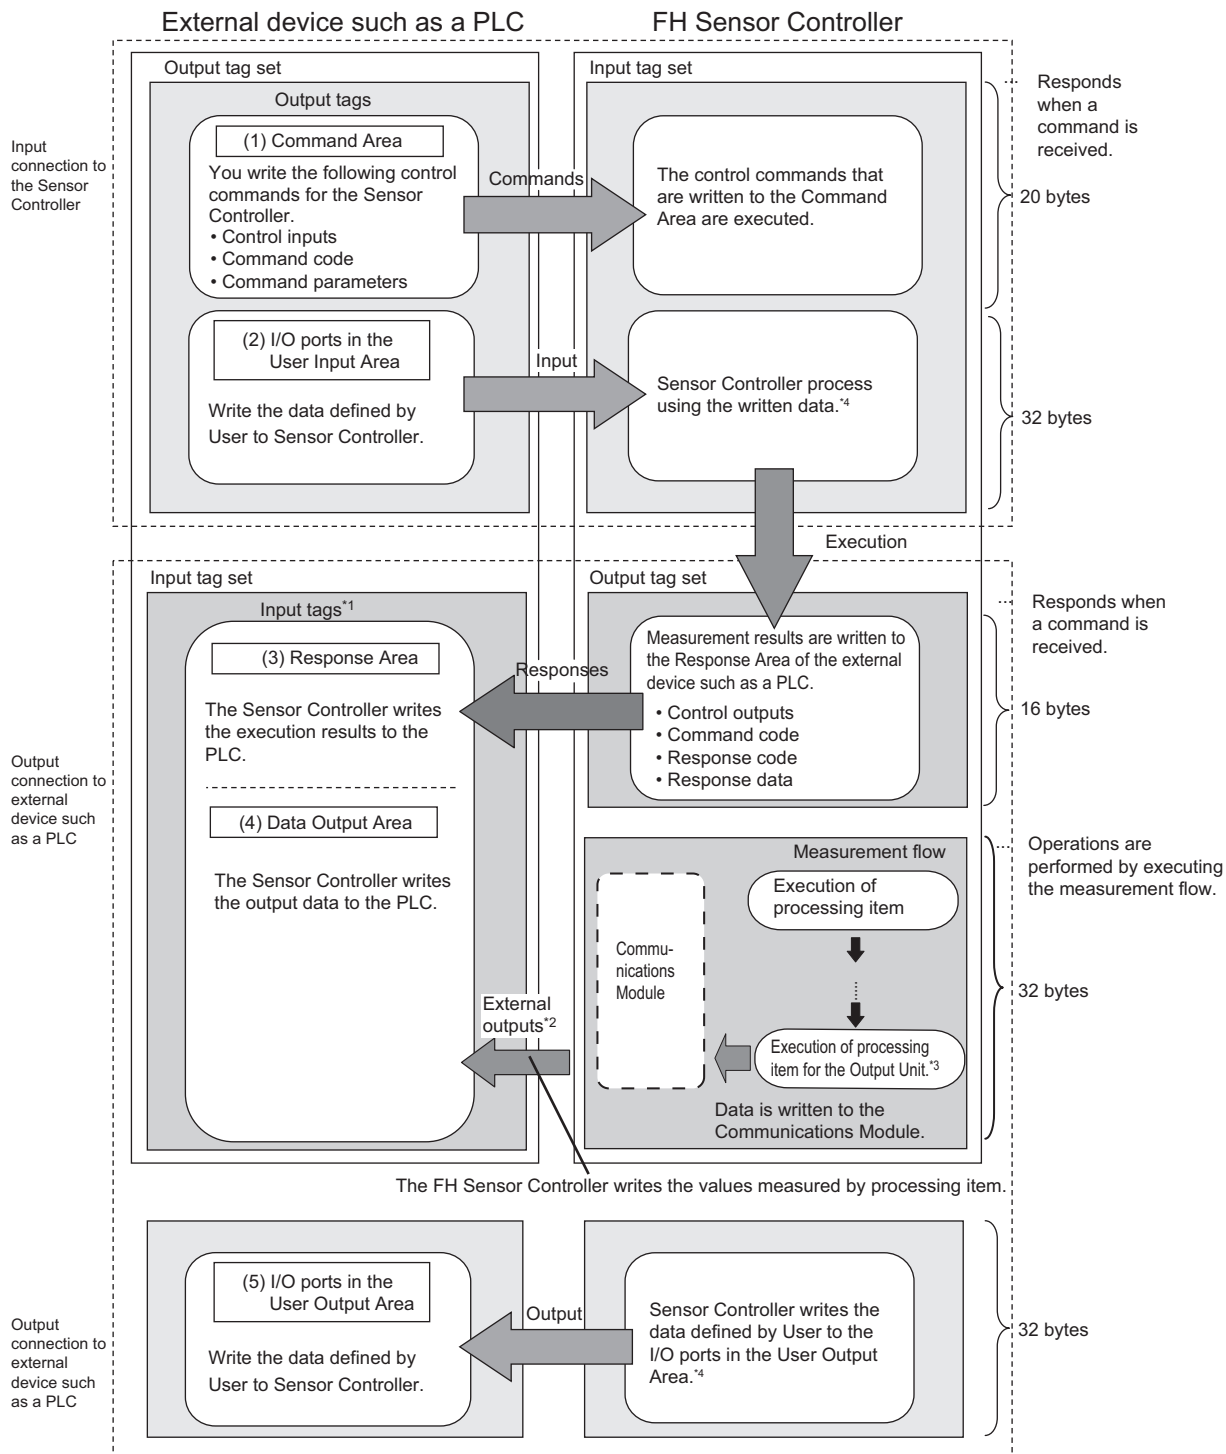 External device such as a PLC
FH Sensor Controller
Input
connection to
the Sensor
Controller
Output tag set
Output tags
(1) Command Area
You write the following control
commands for the Sensor
Controller.
• Control inputs
• Command code
• Command parameters
Commands
Input tag set
The control commands that
are written to the Command
Area are executed.
Responds
when a
command is
received.
20 bytes
(2) I/O ports in the
User Input Area
Write the data defined by
User to Sensor Controller.
Input
Sensor Controller process
using the written data.*4
32 bytes
Execution
Output
connection to
external
device such
as a PLC
Input tag set
Input tags*1
(3) Response Area
The Sensor Controller writes
the execution results to the
PLC.
Responses
Output tag set
Measurement results are written to
the Response Area of the external
device such as a PLC.
• Control outputs
• Command code
• Response code
• Response data
Responds when
a command is
received.
16 bytes
(4) Data Output Area
The Sensor Controller writes
the output data to the PLC.
External
outputs*2
Measurement flow
Execution of
processing item
Commu-
nications
Module
Execution of processing
item for the Output Unit.*3
Data is written to the
Communications Module.
Operations are
performed by executing
the measurement flow.
32 bytes
The FH Sensor Controller writes the values measured by processing item.
Output
connection to
external
device such
as a PLC
(5) I/O ports in the
User Output Area
Write the data defined by
User to Sensor Controller.
Output
Sensor Controller writes the
data defined by User to the
I/O ports in the User Output
Area.*4
32 bytes